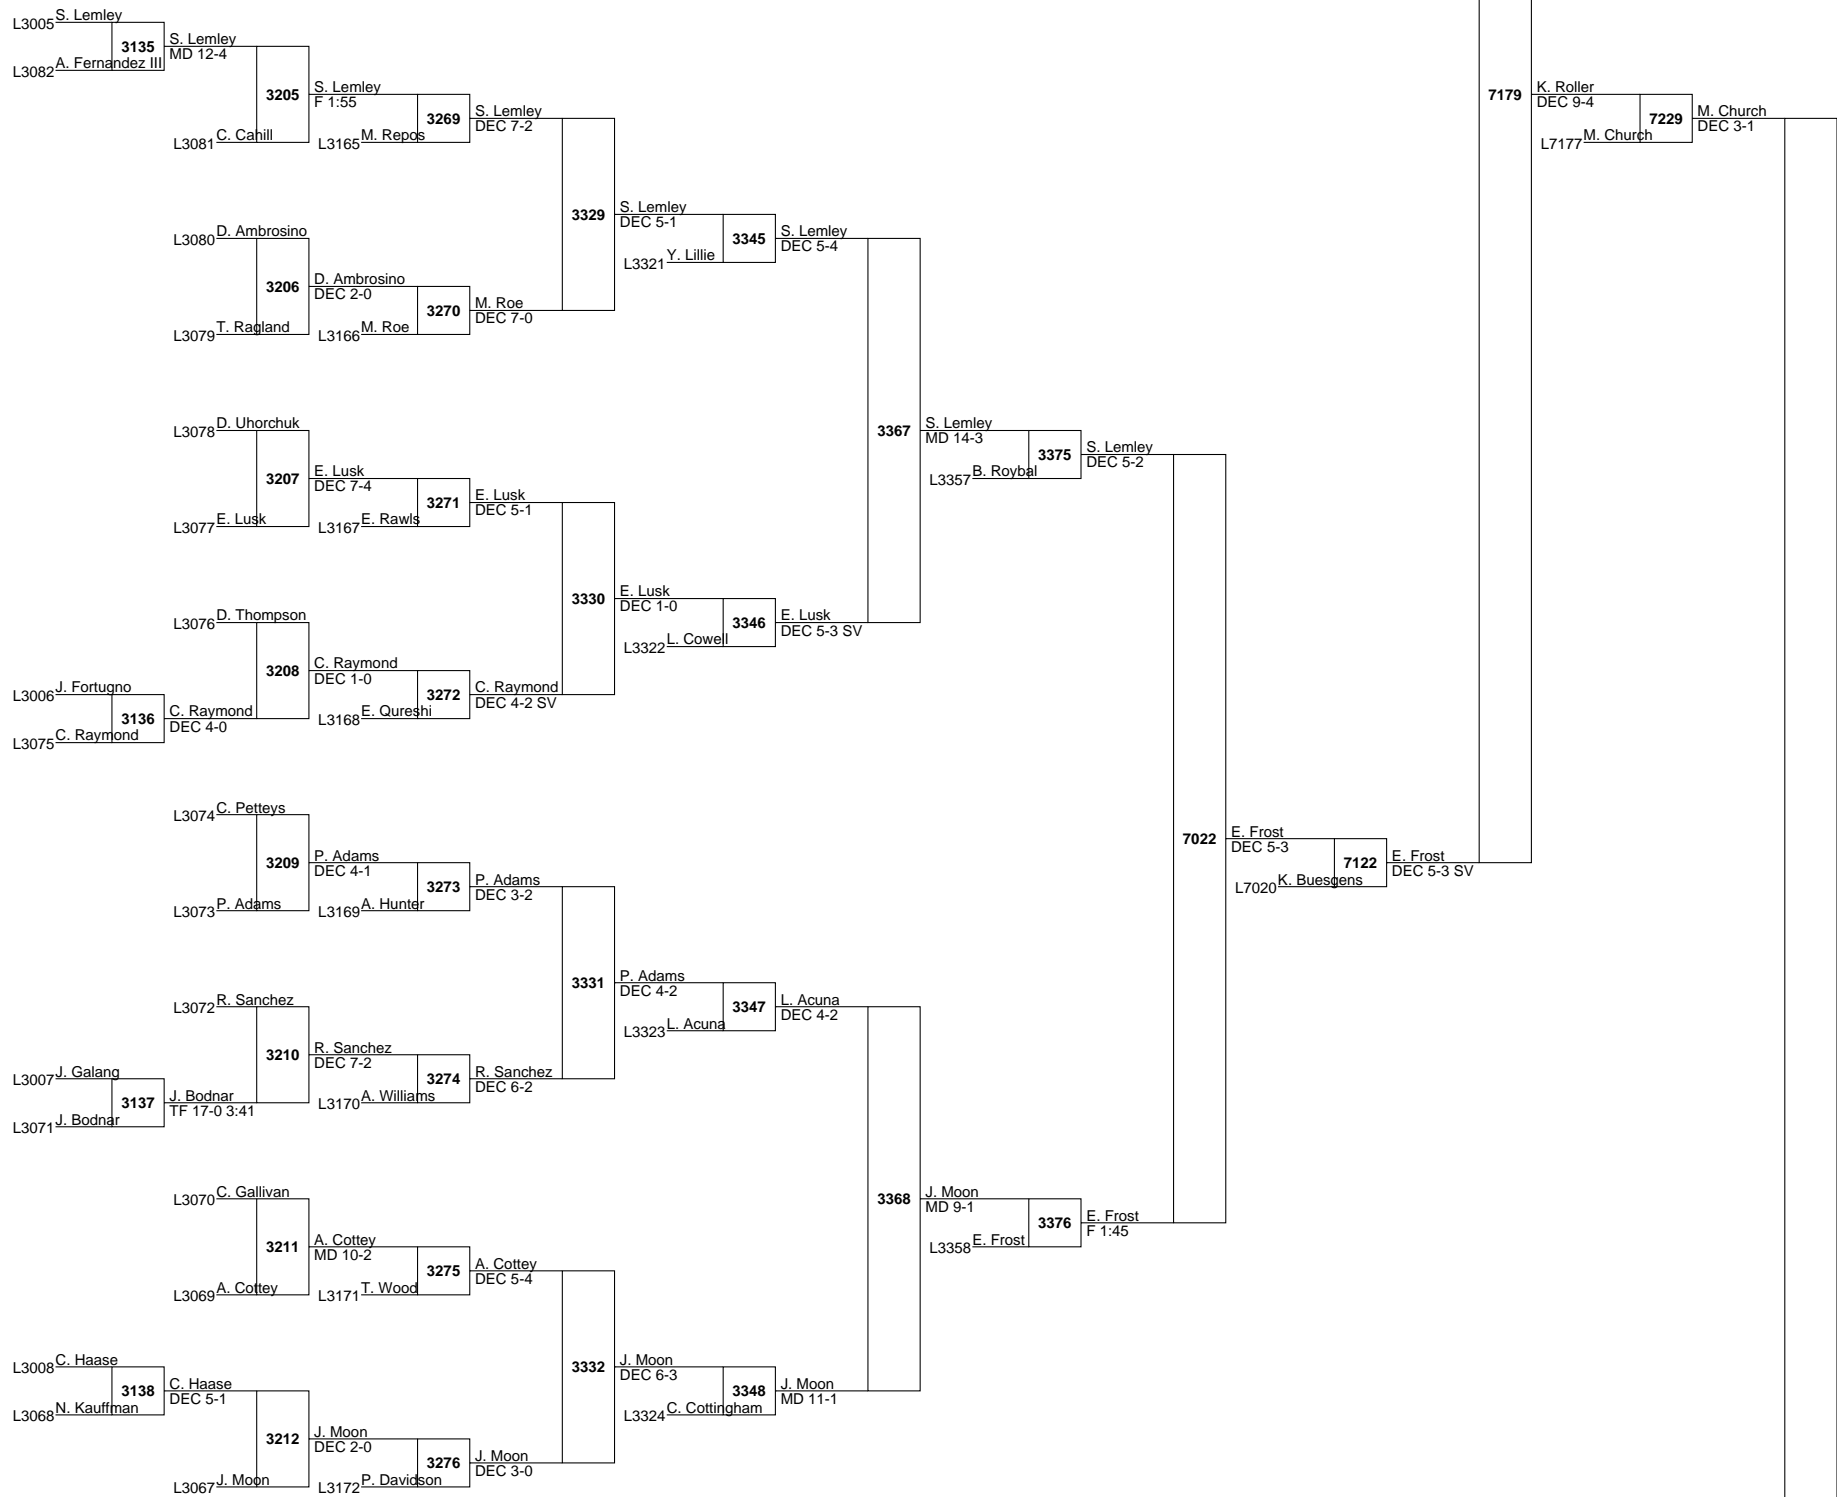 L3005 S. Lemley
3135
S. Lemley
MD 12-4
L3082 A. Fernandez III
3205
S. Lemley
F 1:55
L3081 C. Cahill
3269
S. Lemley
DEC 7-2
L3165 M. Repos
3329
S. Lemley
DEC 5-1
L3080 D. Ambrosino
3206
D. Ambrosino
DEC 2-0
L3079 T. Ragland
3270
M. Roe
DEC 7-0
L3166 M. Roe
3345
S. Lemley
DEC 5-4
L3321 Y. Lillie
3367
S. Lemley
MD 14-3
L3078 D. Uhorchuk
3207
E. Lusk
DEC 7-4
L3077 E. Lusk
3271
E. Lusk
DEC 5-1
L3167 E. Rawls
3330
E. Lusk
DEC 1-0
L3076 D. Thompson
3208
C. Raymond
DEC 1-0
L3006 J. Fortugno
3136
C. Raymond
DEC 4-0
L3075 C. Raymond
3272
C. Raymond
DEC 4-2 SV
L3168 E. Qureshi
3346
E. Lusk
DEC 5-3 SV
L3322 L. Cowell
3375
S. Lemley
DEC 5-2
L3357 B. Roybal
7022
E. Frost
DEC 5-3
L3074 C. Petteys
3209
P. Adams
DEC 4-1
L3073 P. Adams
3273
P. Adams
DEC 3-2
L3169 A. Hunter
3331
P. Adams
DEC 4-2
L3072 R. Sanchez
3210
R. Sanchez
DEC 7-2
L3007 J. Galang
3137
J. Bodnar
TF 17-0 3:41
L3071 J. Bodnar
3274
R. Sanchez
DEC 6-2
L3170 A. Williams
3347
L. Acuna
DEC 4-2
L3323 L. Acuna
3368
J. Moon
MD 9-1
L3070 C. Gallivan
3211
A. Cottey
MD 10-2
L3069 A. Cottey
3275
A. Cottey
DEC 5-4
L3171 T. Wood
3332
J. Moon
DEC 6-3
L3008 C. Haase
3138
C. Haase
DEC 5-1
L3068 N. Kauffman
3212
J. Moon
DEC 2-0
L3067 J. Moon
3276
J. Moon
DEC 3-0
L3172 P. Davidson
3348
J. Moon
MD 11-1
L3324 C. Cottingham
3376
E. Frost
F 1:45
L3358 E. Frost
7122
E. Frost
DEC 5-3 SV
L7020 K. Buesgens
7179
K. Roller
DEC 9-4
7229
M. Church
DEC 3-1
L7177 M. Church